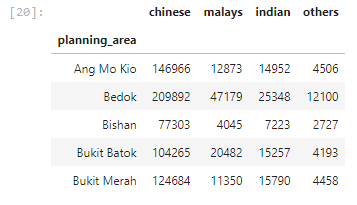 [20]:
chinese malays indian others
planning_area
Ang Mo Kio 146966 12873 14952 4506
Bedok 209892 47179 25348 12100
Bishan 77303 4045 7223 2727
Bukit Batok 104265 20482 15257 4193
Bukit Merah 124684 11350 15790 4458